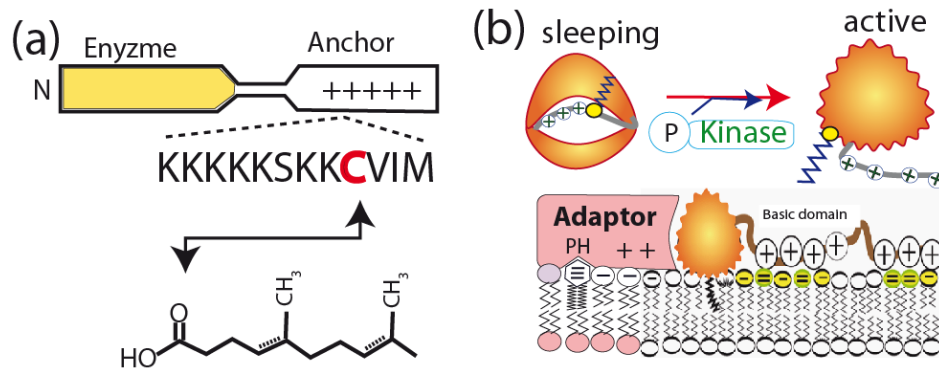 (a)
Enyzme
Anchor
N
+++++
KKKKKSKKCVIM
CH3
CH3
O
HO
(b)
sleeping
active
+++
P
Kinase
++++
Adaptor
PH
++
Basic domain
+++++++